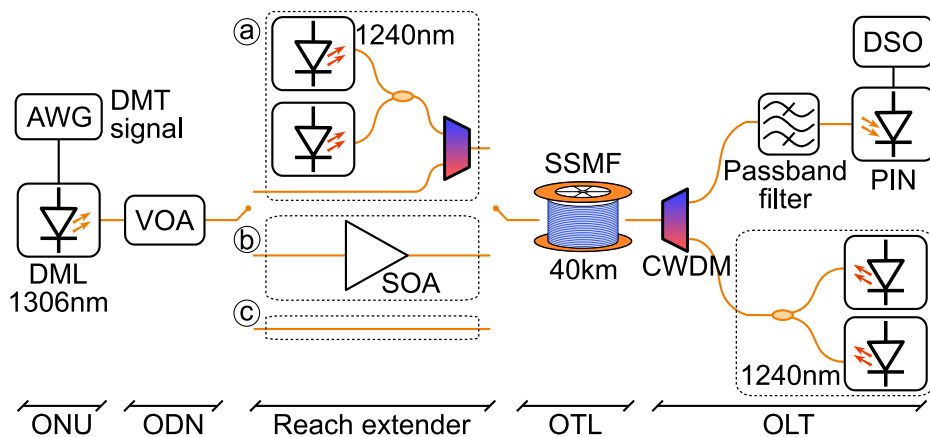 ⓐ
1240nm
DSO
AWG
DMT
signal
SSMF
Passband
filter
PIN
VOA
ⓑ
DML
1306nm
SOA
40km
CWDM
ⓒ
1240nm
ONU
ODN
Reach extender
OTL
OLT